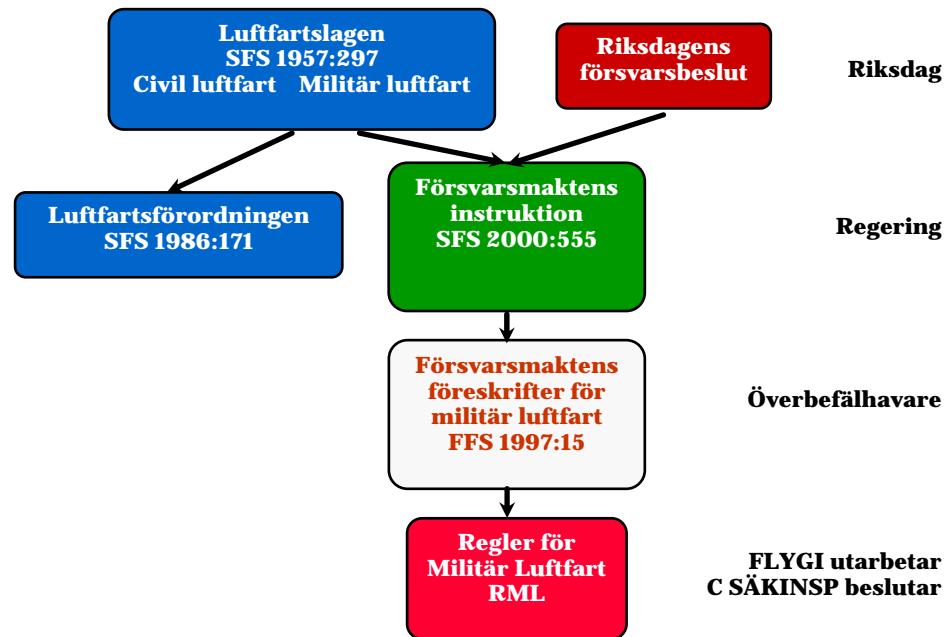 Luftfartslagen
SFS 1957:297
Civil luftfart Militär luftfart
Riksdagens
försvarsbeslut
Riksdag
Luftfartsförordningen
SFS 1986:171
Försvarsmaktens
instruktion
SFS 2000:555
Regering
Försvarsmaktens
föreskrifter för
militär luftfart
FFS 1997:15
Överbefälhavare
Regler för
Militär Luftfart
RML
FLYGI utarbetar
C SÄKINSP beslutar